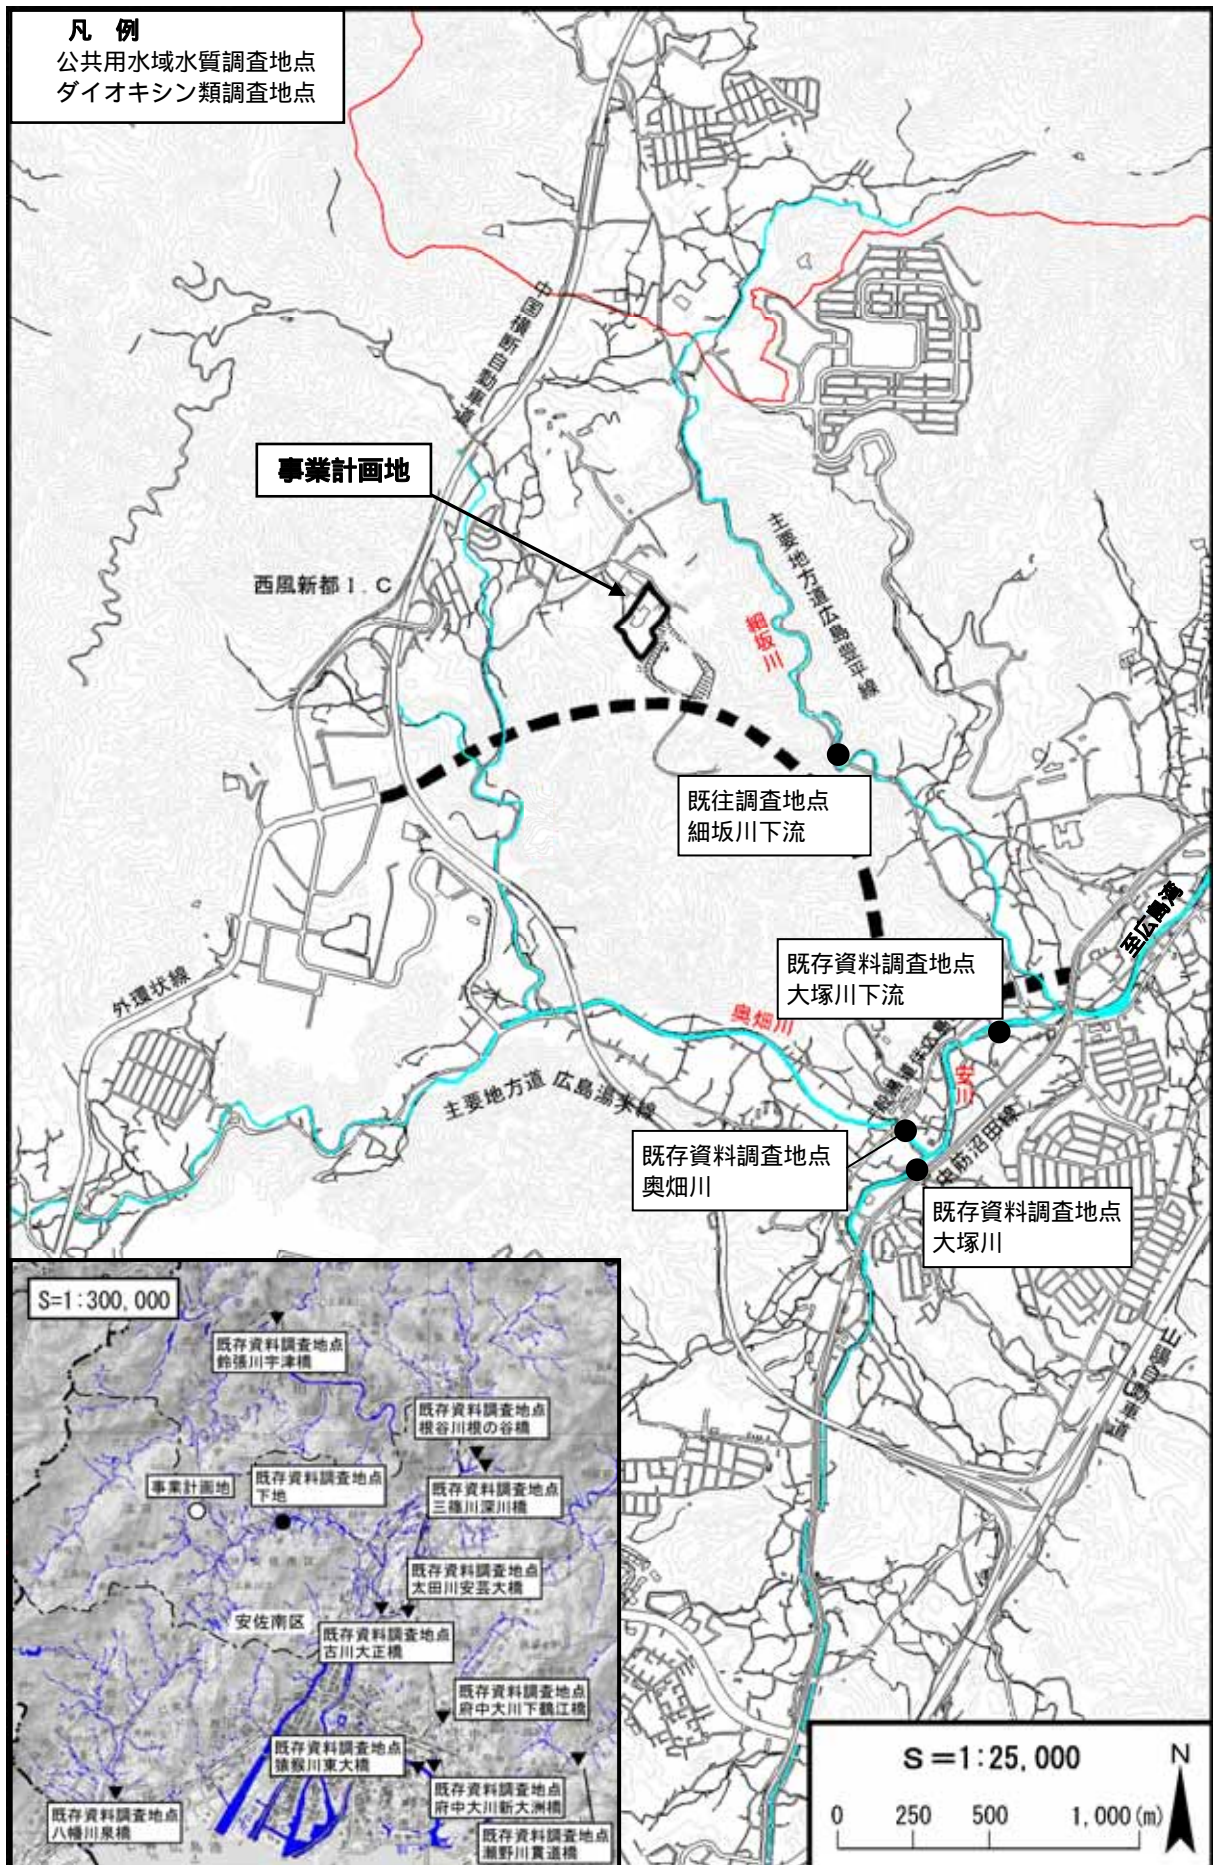 凡 例
公共用水域水質調査地点
ダイオキシン類調査地点
中国横断自動車道
事業計画地
西風新都I.C
主要地方道広島豊平線
細坂川
既往調査地点
細坂川下流
至広島湾
既存資料調査地点
大塚川下流
外環状線
奥畑川
安川
主要地方道 広島湯来線
中筋沼田線
既存資料調査地点
奥畑川
既存資料調査地点
大塚川
山陽自動車道
S=1:300,000
既存資料調査地点
鈴張川宇津橋
既存資料調査地点
根谷川根の谷橋
事業計画地
既存資料調査地点
下地
既存資料調査地点
三篠川深川橋
既存資料調査地点
太田川安芸大橋
安佐南区
既存資料調査地点
古川大正橋
既存資料調査地点
府中大川下鶴江橋
既存資料調査地点
猿猴川東大橋
既存資料調査地点
府中大川新大洲橋
既存資料調査地点
八幡川泉橋
既存資料調査地点
瀬野川貫道橋
S=1:25,000
N
0 250 500 1,000(m)